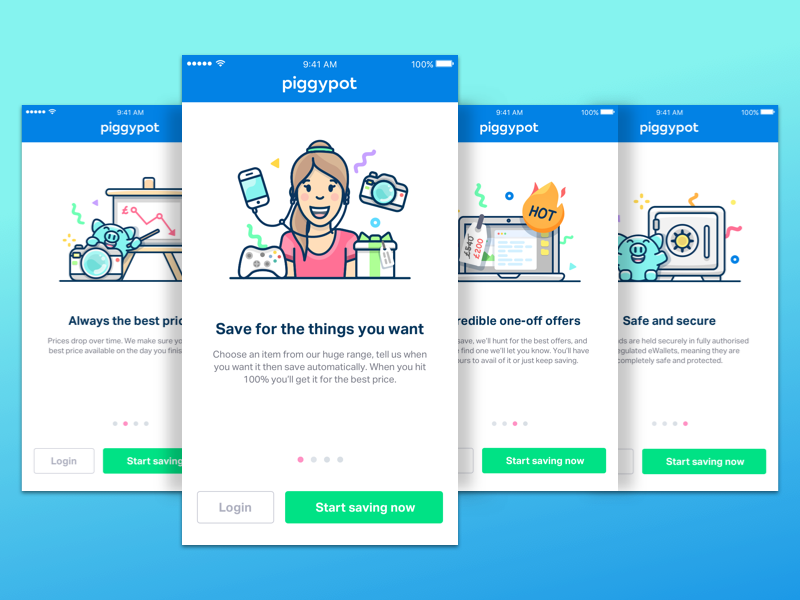 9:41 AM
100%
piggypot
Save for the things you want
Choose an item from our huge range, tell us when
you want it then save automatically. When you hit
100% you'll get it for the best price.
Login
Start saving now
9:41 AM
piggypot
£
Always the best pric
Prices drop over time. We make sure yo
best price available on the day you finis
Login
Start saving
9:41 AM
100%
piggypot
HOT
£540
£200
redible one-off offers
save, we'll hunt for the best offers, and
find one we'll let you know. You'll have
urs to avail of it or just keep saving.
Start saving now
9:41 AM
100%
piggypot
Safe and secure
ds are held securely in fully authorised
gulated eWallets, meaning they are
completely safe and protected.
Start saving now